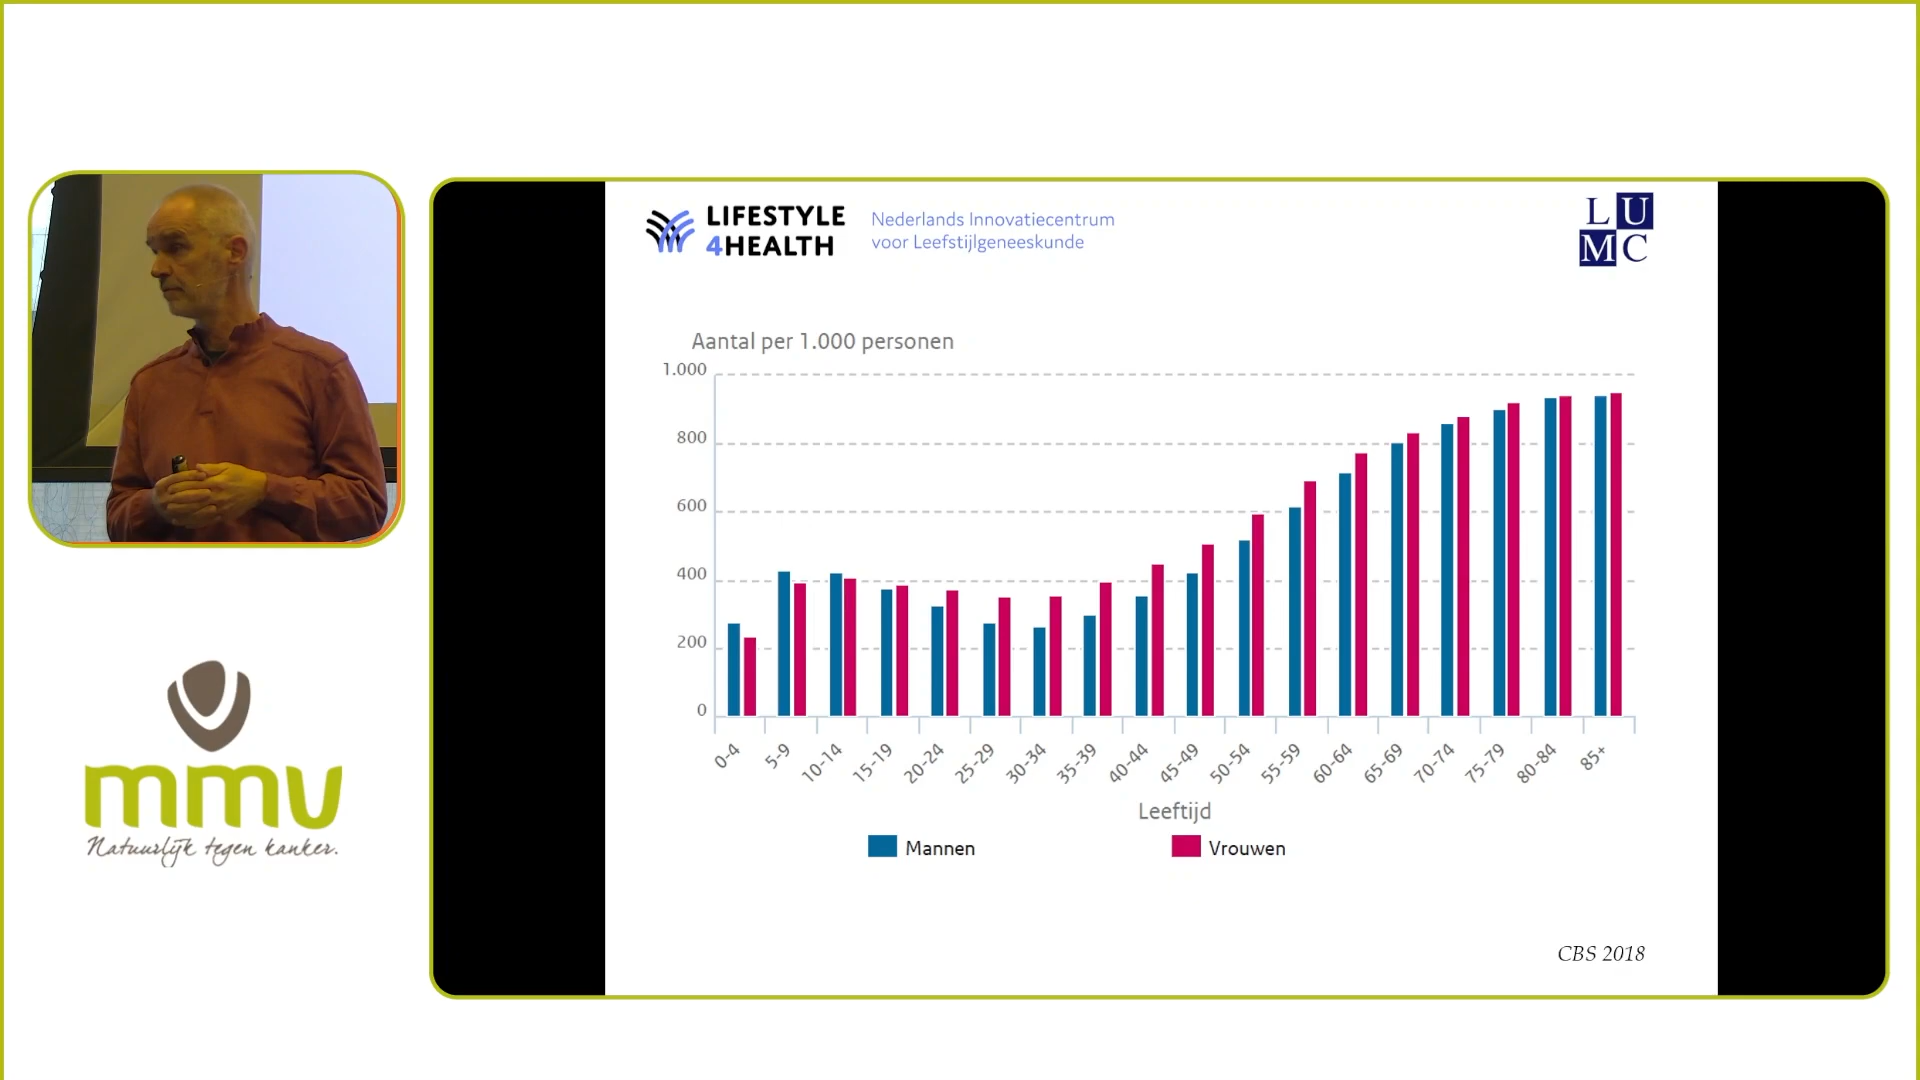 LIFESTYLE
4HEALTH
Nederlands Innovatiecentrum
voor Leefstijlgeneeskunde
L U
M C
Aantal per 1.000 personen
1.000
800
600
400
200
0
0-4 5-9 10-14 15-19 20-24 25-29 30-34 35-39 40-44 45-49 50-54 55-59 60-64 65-69 70-74 75-79 80-84 85+
Leeftijd
Mannen Vrouwen
CBS 2018
mmv
Natuurlijk tegen kanker.